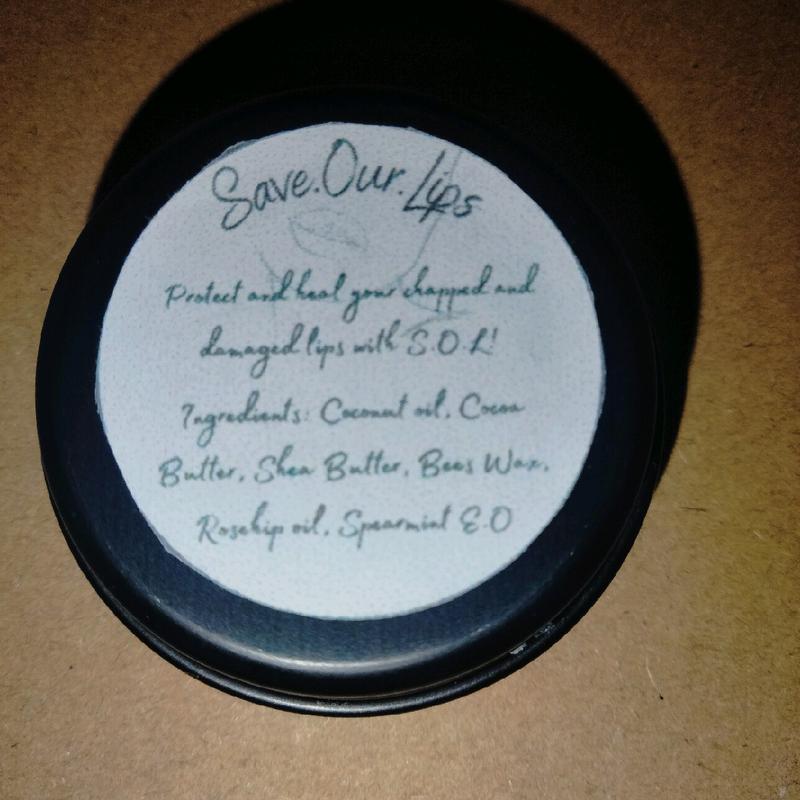 Save.Our.Lips
Protect and heal your chapped and
damaged lips with S.O.L!
Ingredients: Coconut oil, Cocoa
Butter, Shea Butter, Bees Wax,
Rosehip oil, Spearmint E.O